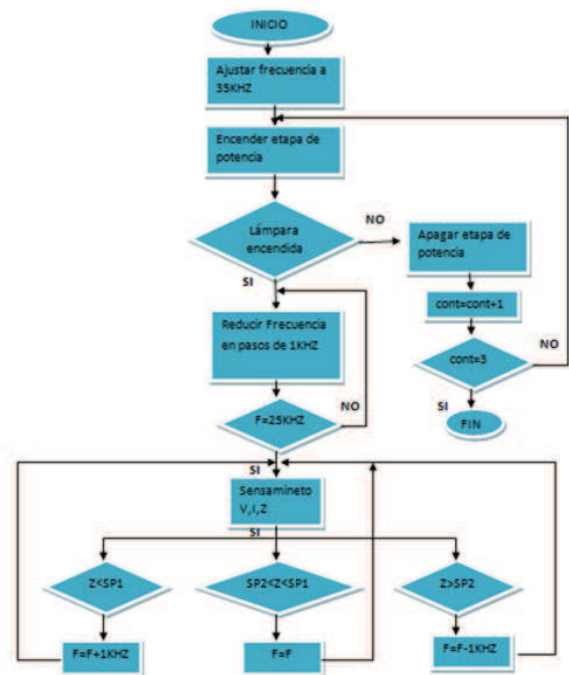 INICIO
Ajustar frecuencia a
35KHZ
Encender etapa de
potencia
Lámpara
encendida
NO
Apagar etapa de
potencia
SI
cont=cont+1
Reducir Frecuencia
en pasos de 1KHZ
NO
cont=3
SI
FIN
F=25KHZ
NO
SI
Sensamineto
V,I,Z
SI
Z<SP1
SP2<Z<SP1
Z>SP2
F=F+1KHZ
F=F
F=F-1KHZ